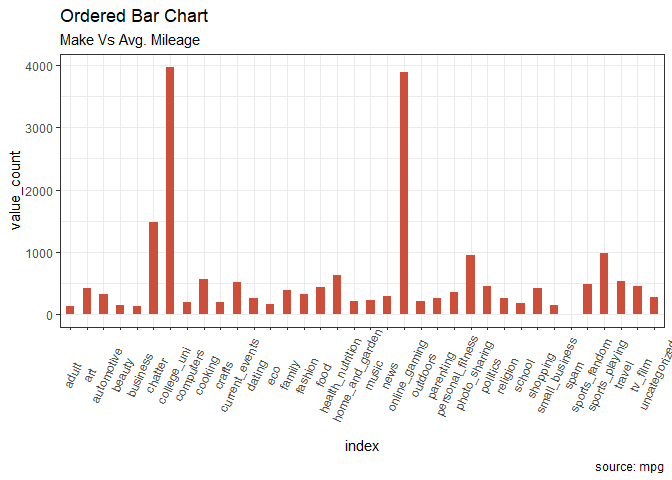 Ordered Bar Chart
Make Vs Avg. Mileage
value_count
4000
3000
2000
1000
0
adult
art
automotive
beauty
business
chatter
college_uni
computers
cooking
crafts
current_events
dating
eco
family
fashion
food
health_nutrition
home_and_garden
music
news
online_gaming
outdoors
parenting
personal_fitness
photo_sharing
politics
religion
school
shopping
small_business
spam
sports_fandom
sports_playing
travel
tv_film
uncategorized
index
source: mpg